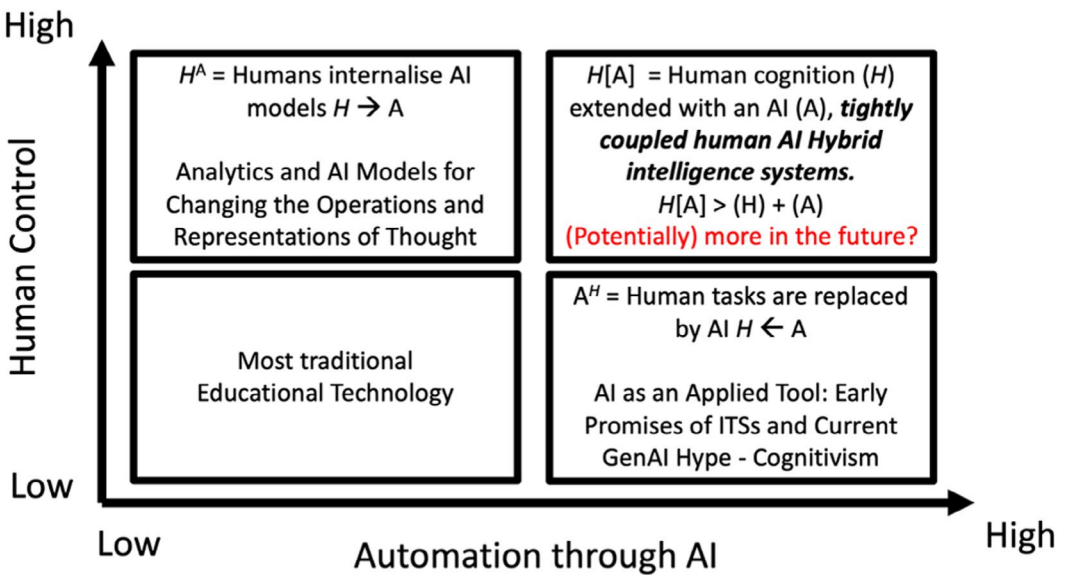 High
Human Control
Low
Hᴬ = Humans internalise AI
models H → A
Analytics and AI Models for
Changing the Operations and
Representations of Thought
H[A] = Human cognition (H)
extended with an AI (A), tightly
coupled human AI Hybrid
intelligence systems.
H[A] > (H) + (A)
(Potentially) more in the future?
Most traditional
Educational Technology
Aᴴ = Human tasks are replaced
by AI H ← A
AI as an Applied Tool: Early
Promises of ITSs and Current
GenAI Hype - Cognitivism
Low
Automation through AI
High